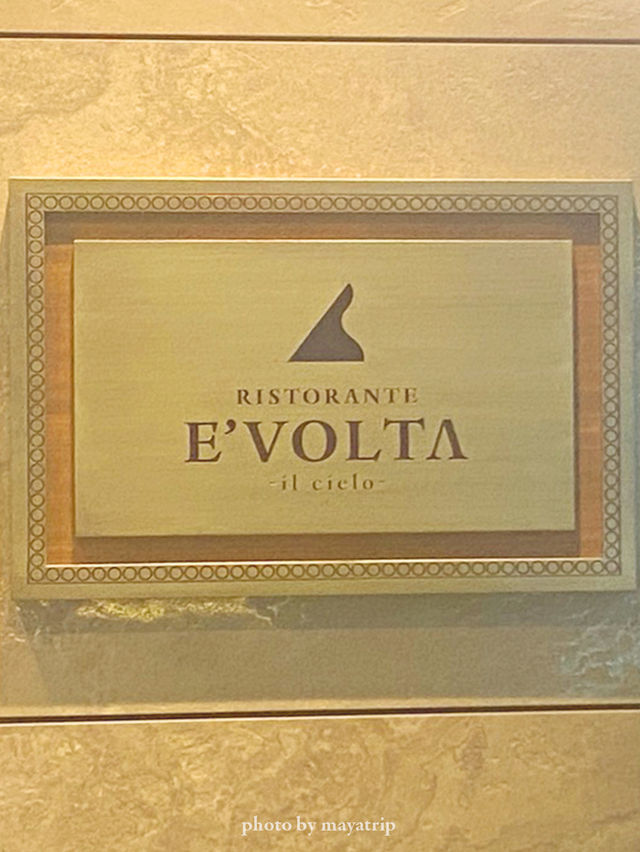 RISTORANTE
E'VOLTΛ
-il cielo-
photo by mayatrip